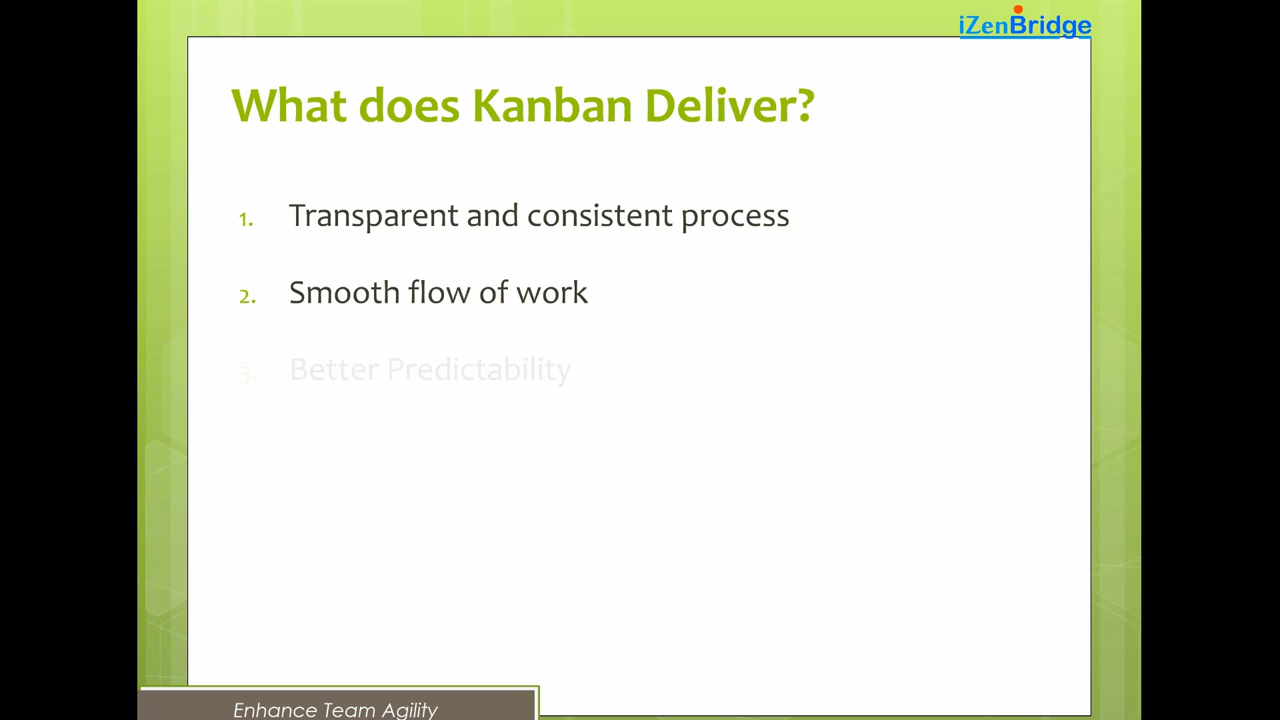 iZenBridge
What does Kanban Deliver?
1. Transparent and consistent process
2. Smooth flow of work
3. Better Predictability
Enhance Team Agility